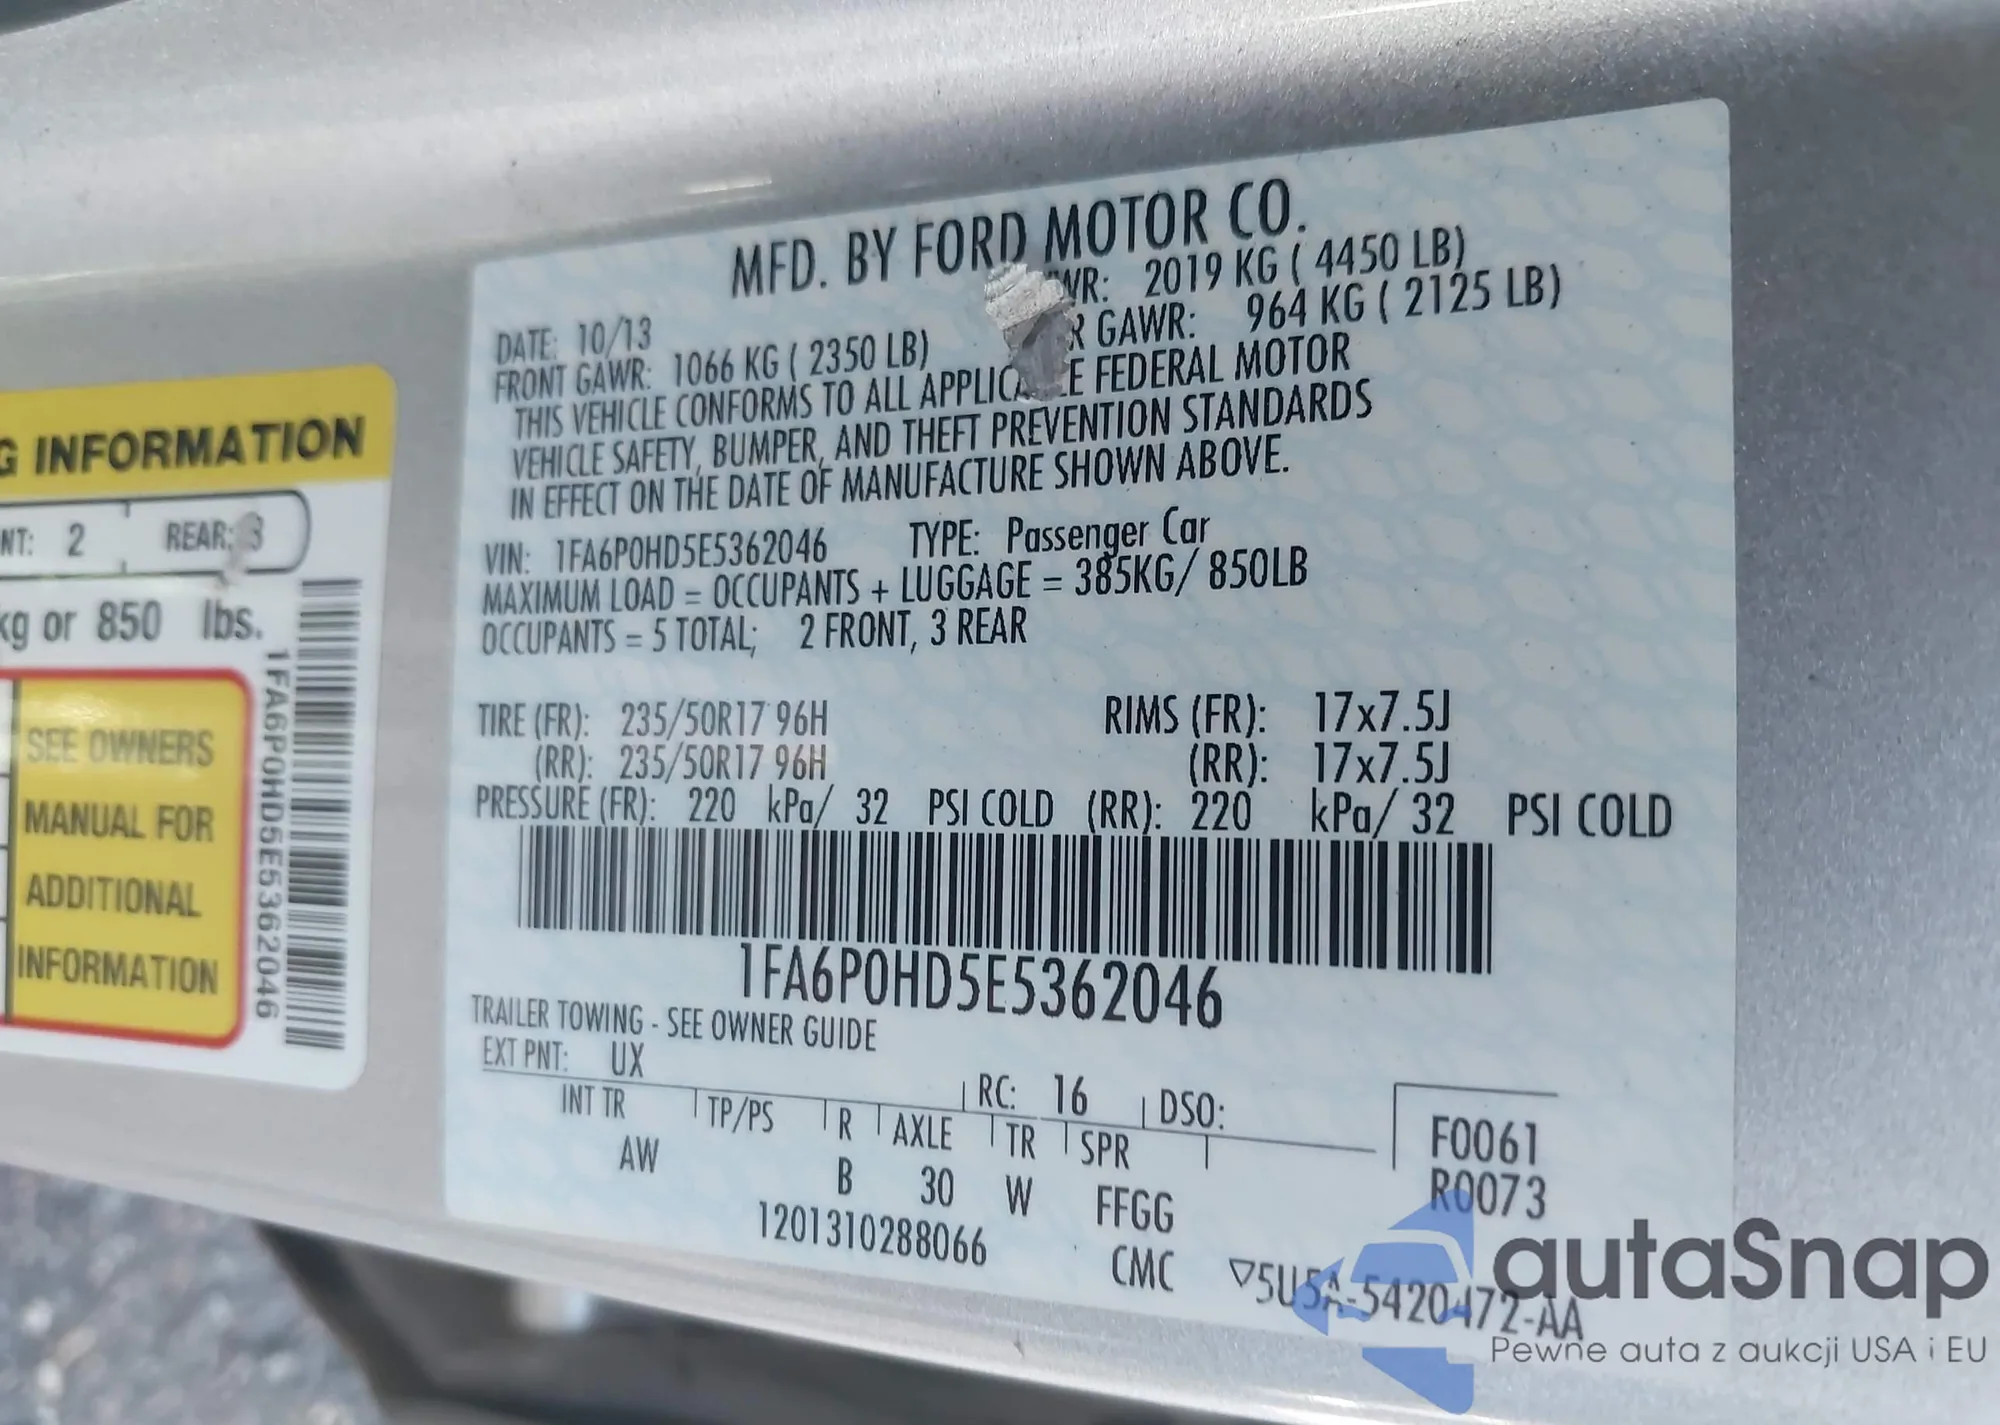 MFD. BY FORD MOTOR CO.
DATE: 10/13 WR: 2019 KG ( 4450 LB)
FRONT GAWR: 1066 KG ( 2350 LB) R GAWR: 964 KG ( 2125 LB)
THIS VEHICLE CONFORMS TO ALL FEDERAL MOTOR
VEHICLE SAFETY, BUMPER, AND THEFT PREVENTION STANDARDS
IN EFFECT ON THE DATE OF MANUFACTURE SHOWN ABOVE.
VIN: 1FA6P0HD5E5362046 TYPE: Passenger Car
MAXIMUM LOAD = OCCUPANTS + LUGGAGE = 385KG/ 850LB
OCCUPANTS = 5 TOTAL; 2 FRONT, 3 REAR
TIRE (FR): 235/50R17 96H RIMS (FR): 17x7.5J
(RR): 235/50R17 96H (RR): 17x7.5J
PRESSURE (FR): 220 kPa/ 32 PSI COLD (RR): 220 kPa/ 32 PSI COLD
1FA6P0HD5E5362046
TRAILER TOWING - SEE OWNER GUIDE
EXT PNT: UX RC: 16 DSO:
INT TR TP/PS R AXLE TR SPR
AW B 30 W FFGG
1201310288066 CMC
F0061
R0073
▽5U5A-5420472-AA
G INFORMATION
NT: 2 REAR: 3
kg or 850 lbs.
SEE OWNERS
MANUAL FOR
ADDITIONAL
INFORMATION
1FA6P0HD5E5362046
autaSnap
Pewne auta z aukcji USA i EU